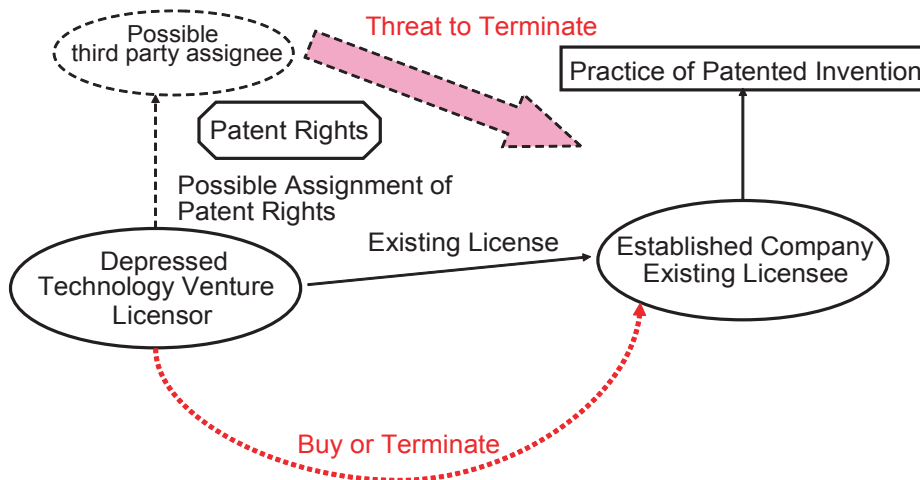 Possible
third party assignee
Threat to Terminate
Practice of Patented Invention
Patent Rights
Possible Assignment of
Patent Rights
Existing License
Depressed
Technology Venture
Licensor
Established Company
Existing Licensee
Buy or Terminate